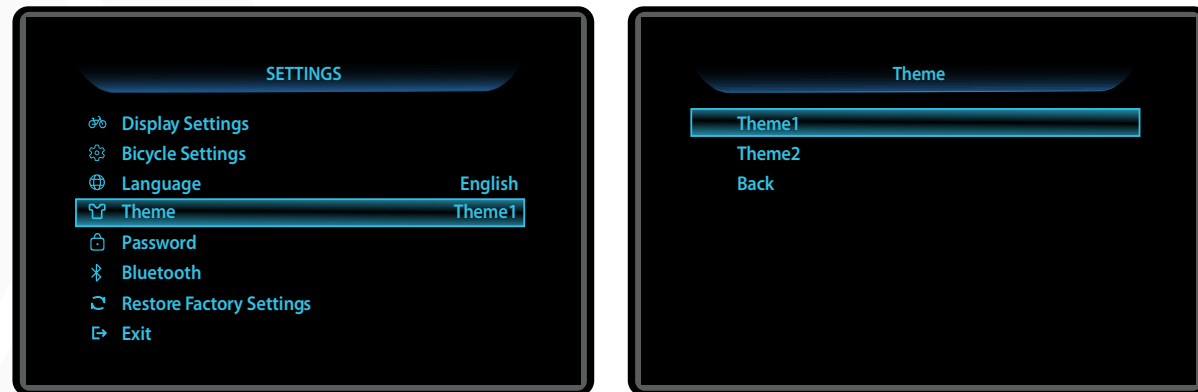 SETTINGS
Display Settings
Bicycle Settings
Language English
Theme Theme1
Password
Bluetooth
Restore Factory Settings
Exit
Theme
Theme1
Theme2
Back